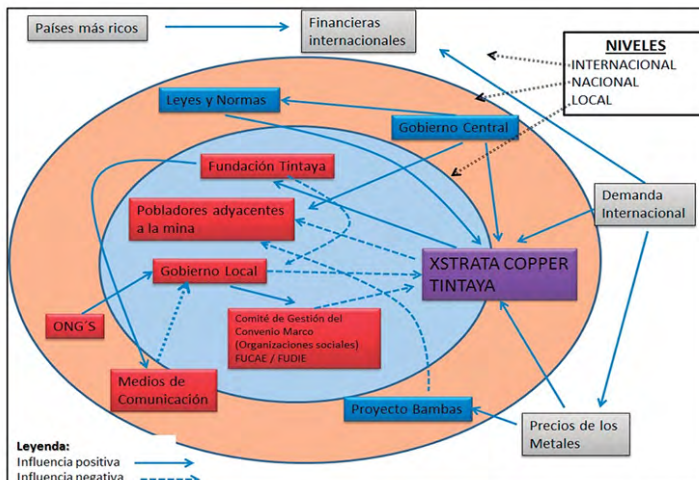 Países más ricos
Financieras
internacionales
NIVELES
INTERNACIONAL
NACIONAL
LOCAL
Leyes y Normas
Gobierno Central
Fundación Tintaya
Pobladores adyacentes
a la mina
Demanda
Internacional
Gobierno Local
XSTRATA COPPER
TINTAYA
ONG´S
Comité de Gestión del
Convenio Marco
(Organizaciones sociales)
FUCAE / FUDIE
Medios de
Comunicación
Proyecto Bambas
Precios de los
Metales
Leyenda:
Influencia positiva
Influencia negativa